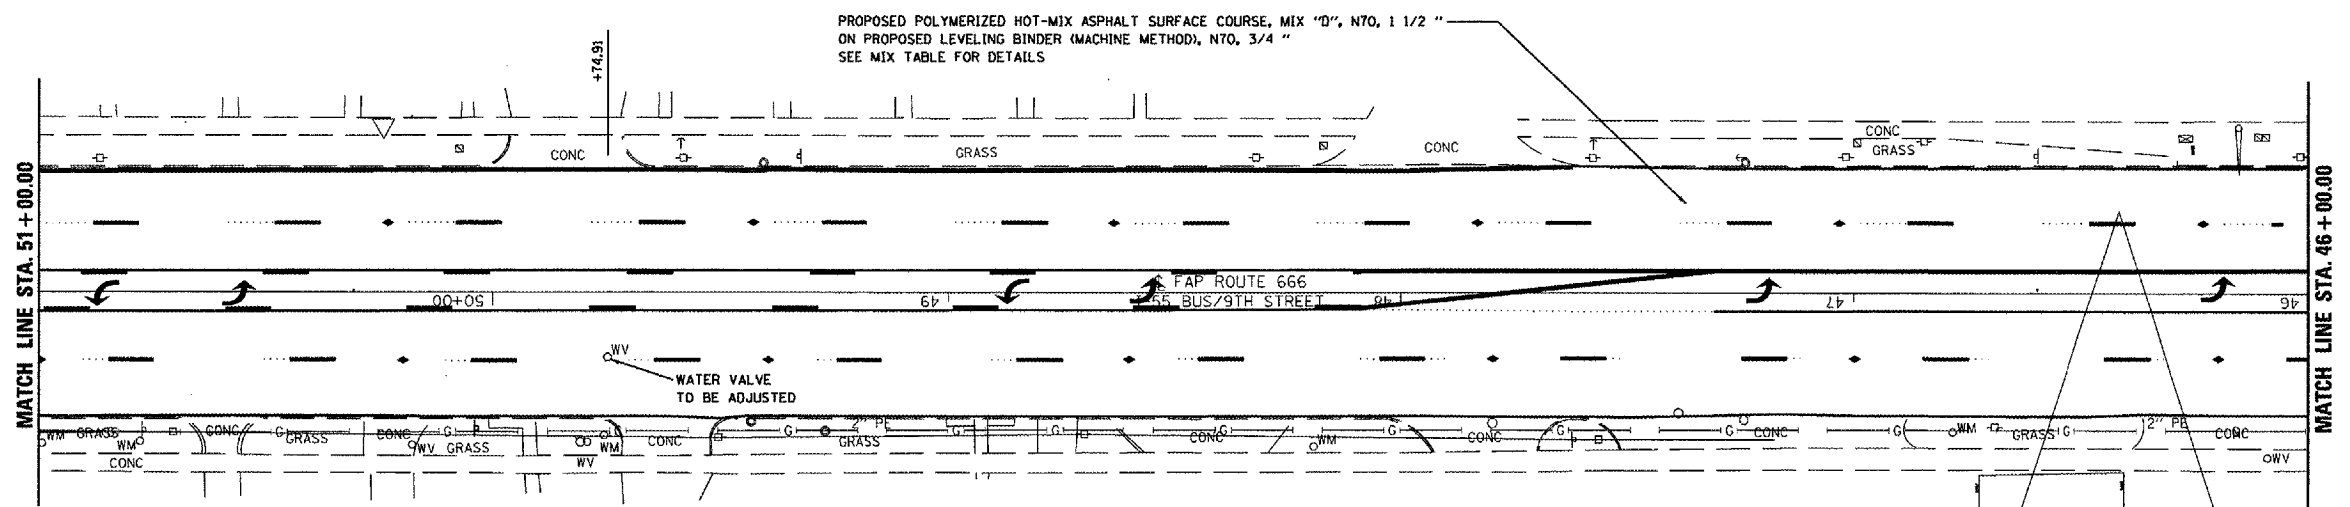 PROPOSED POLYMERIZED HOT-MIX ASPHALT SURFACE COURSE, MIX "D", N70, 1 1/2 "
ON PROPOSED LEVELING BINDER (MACHINE METHOD), N70, 3/4 "
SEE MIX TABLE FOR DETAILS
+74.93
CONC
GRASS
CONC
CONC
GRASS
MATCH LINE STA. 51+00.00
MATCH LINE STA. 46+00.00
℄ FAP ROUTE 666
50+00
49
55 BUS/9TH STREET
48
47
46
WV
WATER VALVE
TO BE ADJUSTED
WM
GRASS
WM
CONC
G
GRASS
CONC
G
WV
GRASS
WM
CONC
G
2" PE
GRASS
G
G
CONC
G
WM
G
CONC
G
G
CONC
G
WM
GRASS
G
2" PE
CONC
CONC
WV
WV